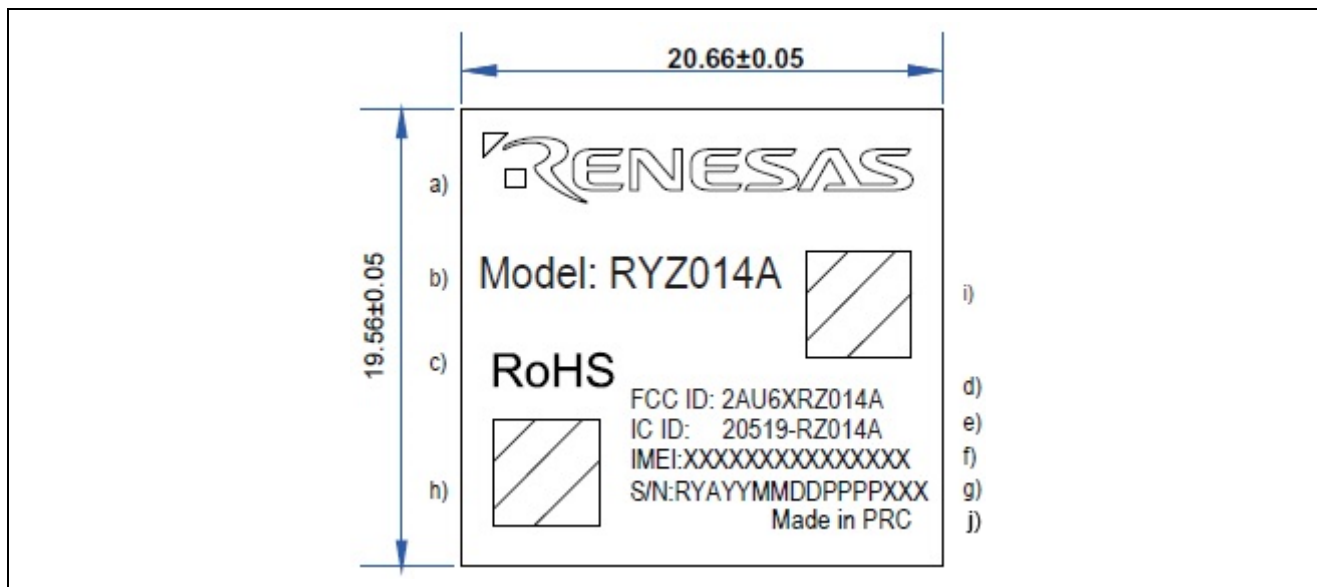 20.66±0.05
19.56±0.05
a) RENESAS
b) Model: RYZ014A
i)
c) RoHS
FCC ID: 2AU6XRZ014A d)
IC ID: 20519-RZ014A e)
IMEI:XXXXXXXXXXXXXXX f)
h) S/N:RYAYYMMDDPPPPXXX g)
Made in PRC j)